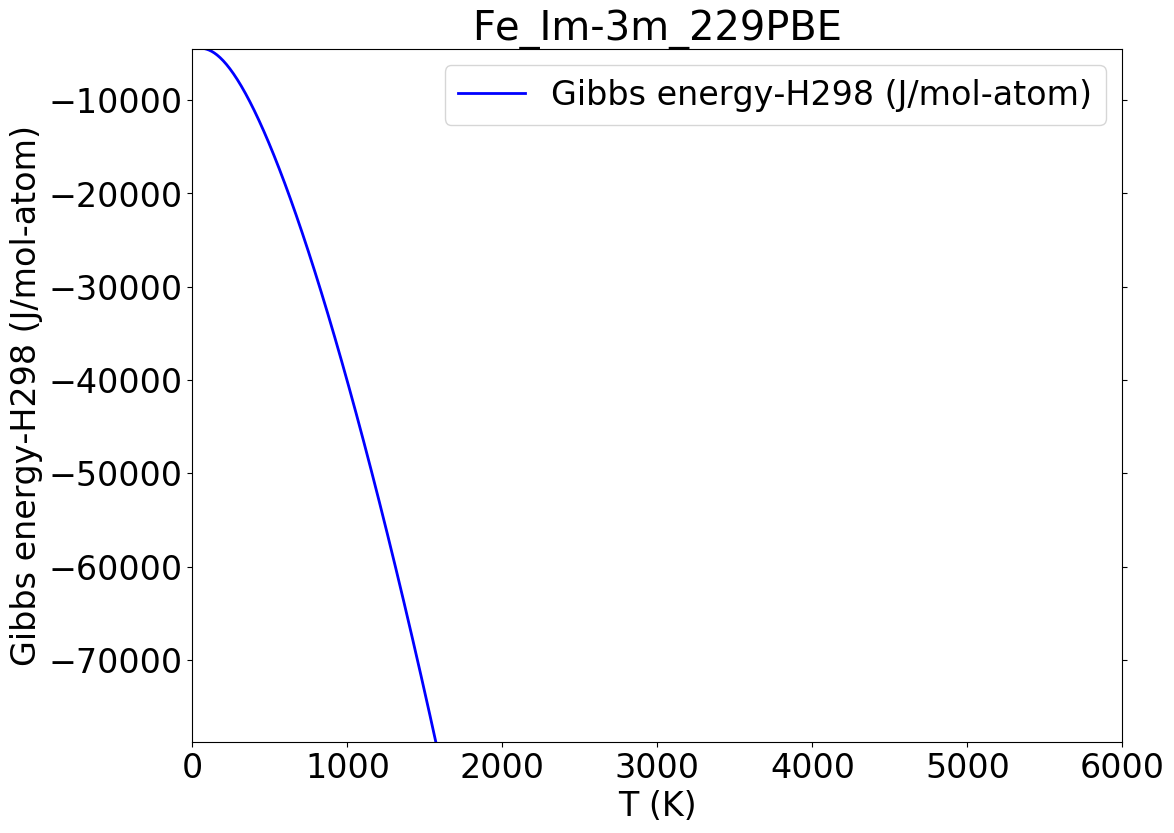 Fe_Im-3m_229PBE
Gibbs energy-H298 (J/mol-atom)
Gibbs energy-H298 (J/mol-atom)
−10000
−20000
−30000
−40000
−50000
−60000
−70000
0 1000 2000 3000 4000 5000 6000
T (K)